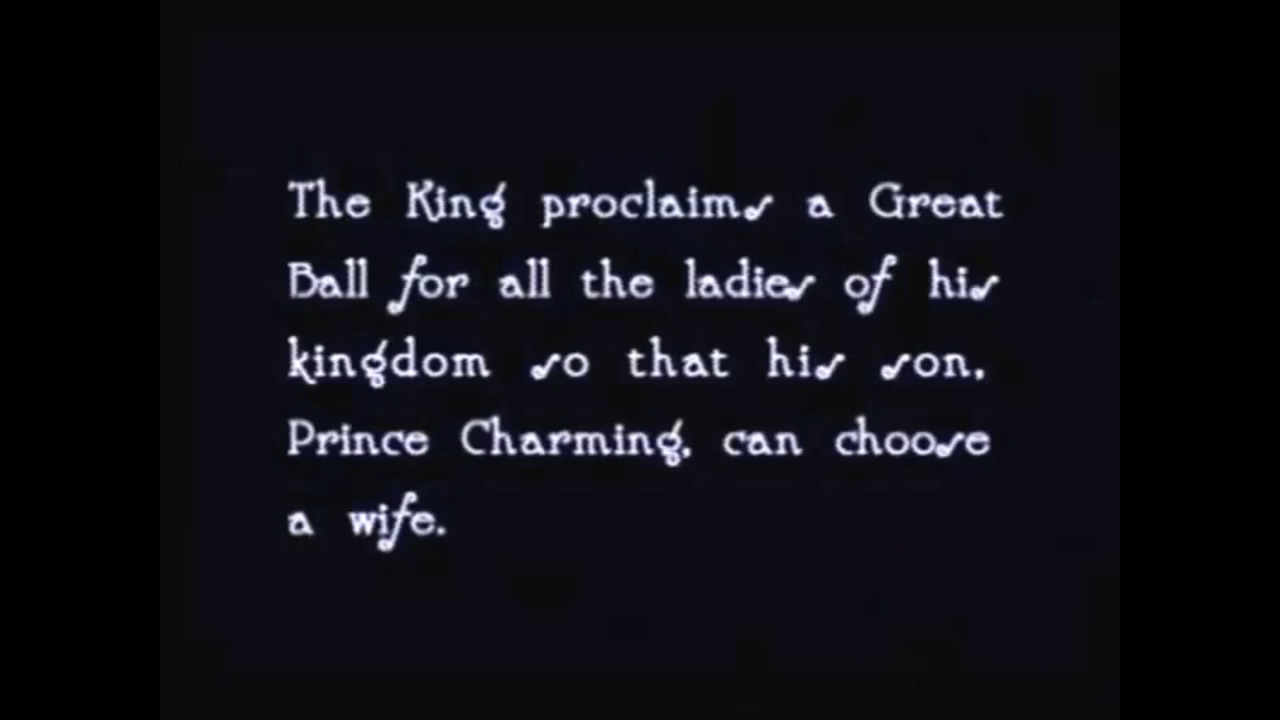 The King proclaims a Great
Ball for all the ladies of his
kingdom so that his son,
Prince Charming, can choose
a wife.